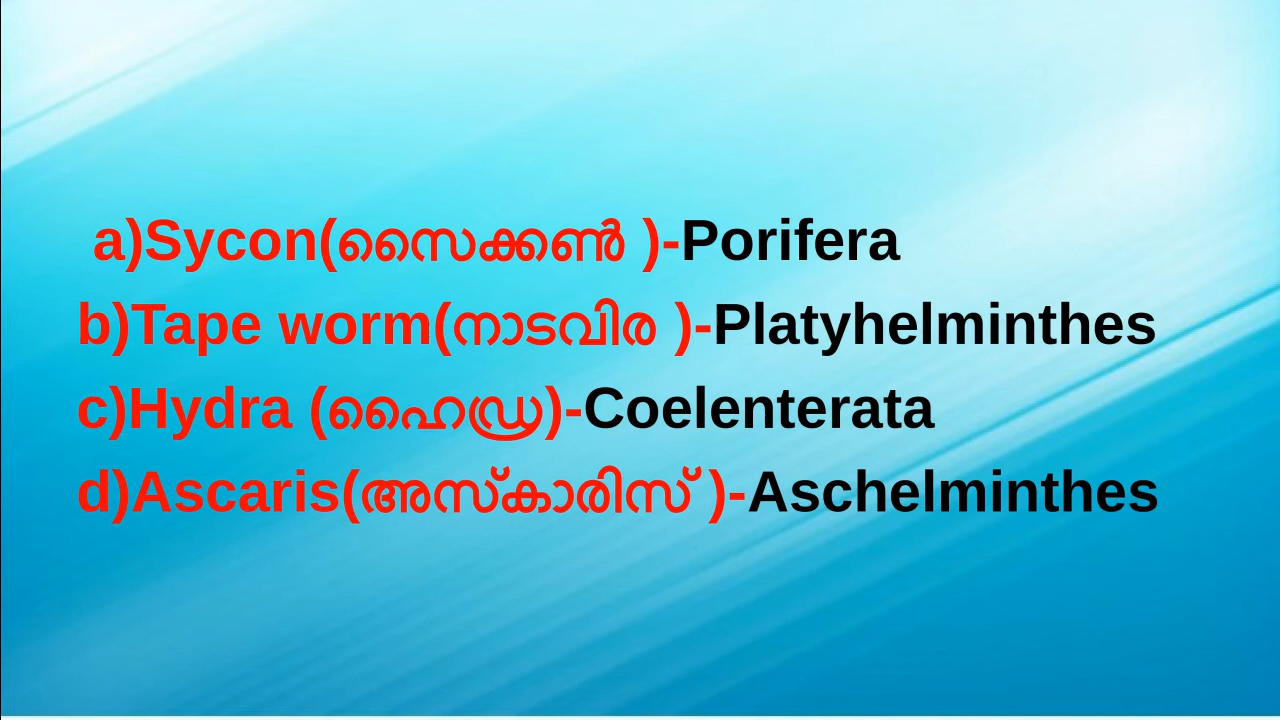 a)Sycon(സൈക്കൺ )-Porifera
b)Tape worm(നാടവിര )-Platyhelminthes
c)Hydra (ഹൈഡ്ര)-Coelenterata
d)Ascaris(അസ്കാരിസ് )-Aschelminthes